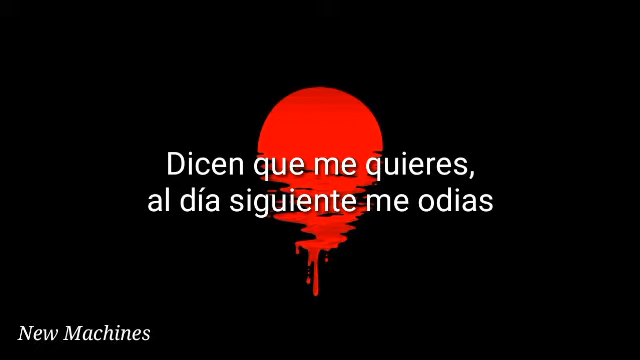 Dicen que me quieres,
al día siguiente me odias
New Machines